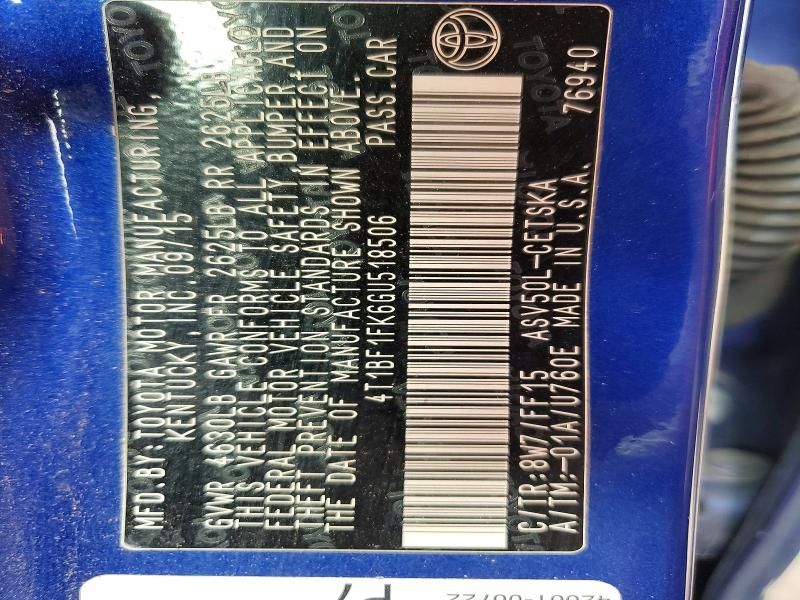 MFD.BY:TOYOTA MOTOR MANUFACTURING,
KENTUCKY, INC.09/15
GVWR 4630LB GAWR FR 2625LB RR 2625LB
THIS VEHICLE CONFORMS TO ALL APPLICABLE
FEDERAL MOTOR VEHICLE SAFETY BUMPER, AND
THEFT PREVENTION STANDARDS IN EFFECT ON
THE DATE OF MANUFACTURE SHOWN ABOVE.
4T1BF1FK6GU518506 PASS.CAR
C/TR:8W7/FF15 ASV50L-CETSKA
A/TM:-01A/U760E MADE IN U.S.A. 76940
TOYOTA